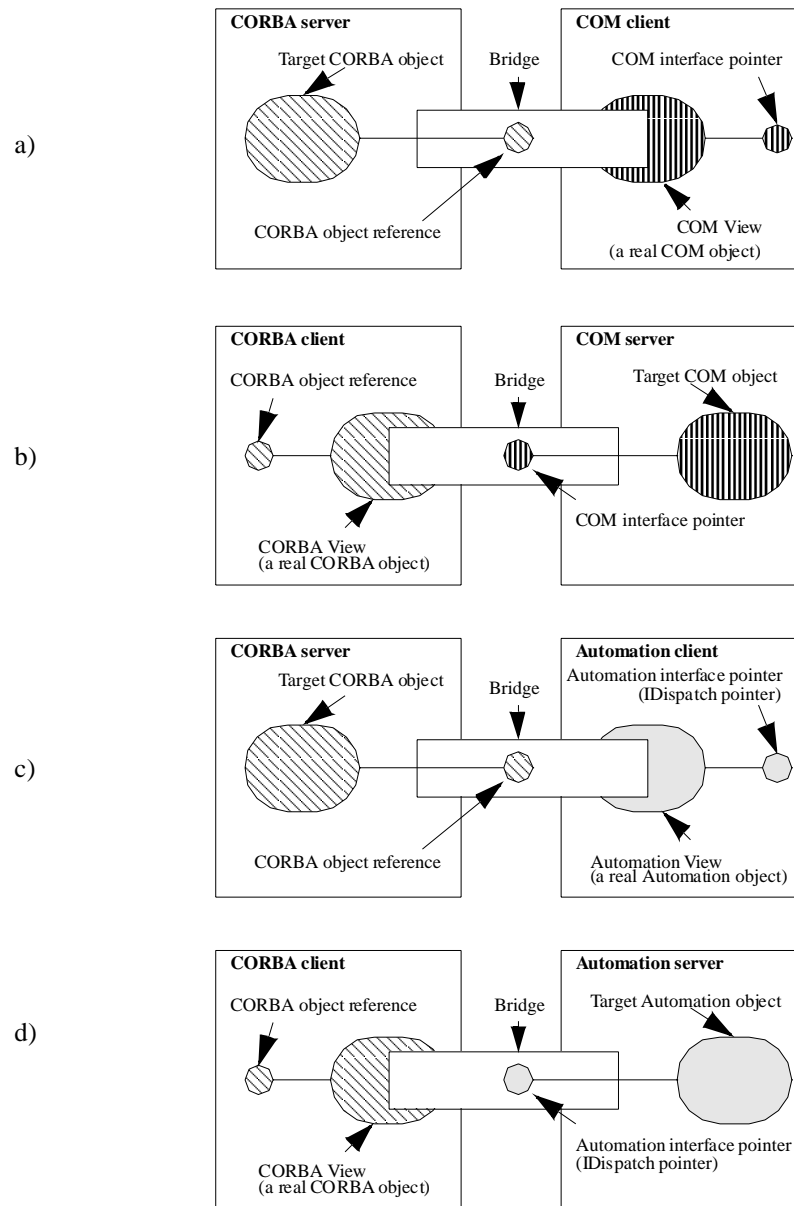 CORBA server
COM client
Target CORBA object
Bridge
COM interface pointer
a)
CORBA object reference
COM View
(a real COM object)
CORBA client
COM server
CORBA object reference
Bridge
Target COM object
b)
COM interface pointer
CORBA View
(a real CORBA object)
CORBA server
Automation client
Target CORBA object
Bridge
Automation interface pointer
(IDispatch pointer)
c)
CORBA object reference
Automation View
(a real Automation object)
CORBA client
Automation server
CORBA object reference
Bridge
Target Automation object
d)
Automation interface pointer
(IDispatch pointer)
CORBA View
(a real CORBA object)